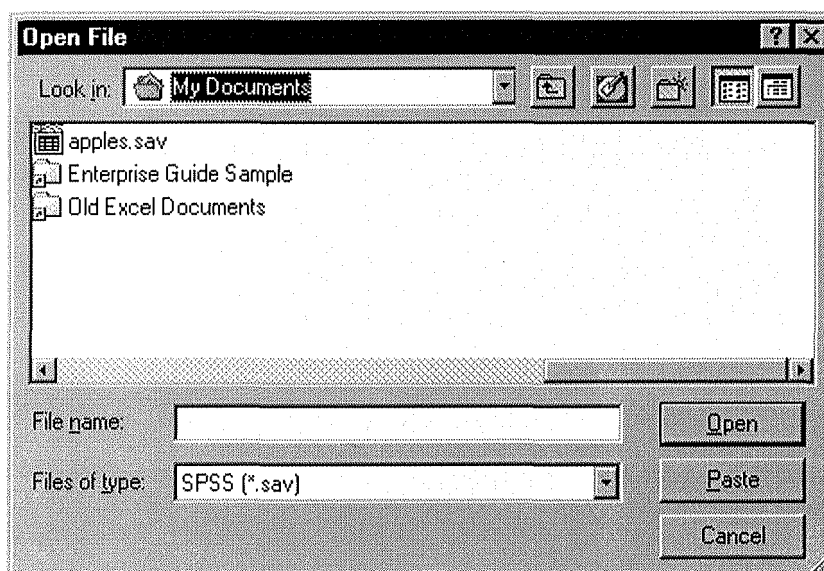 Open File
Look in: My Documents
apples.sav
Enterprise Guide Sample
Old Excel Documents
File name: Open
Files of type: SPSS (*.sav) Paste
Cancel